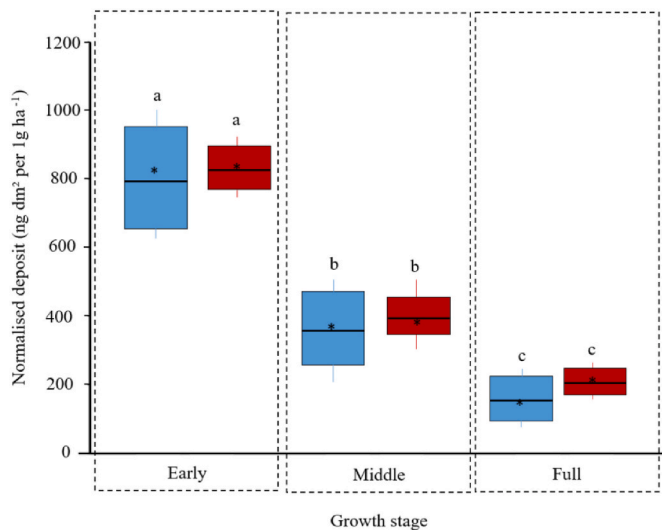 1200
1000
800
600
400
200
0
Normalised deposit (ng dm² per 1g ha⁻¹)
a
a
b
b
c
c
*
*
*
*
*
*
Early
Middle
Full
Growth stage